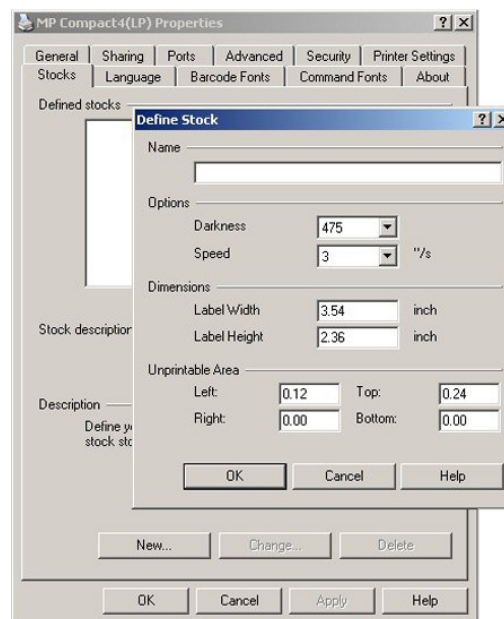 MP Compact4(LP) Properties
General Sharing Ports Advanced Security Printer Settings
Stocks Language Barcode Fonts Command Fonts About
Defined stocks
Define Stock
Name
Options
Darkness 475
Speed 3 "/s
Dimensions
Label Width 3.54 inch
Label Height 2.36 inch
Stock description
Unprintable Area
Left: 0.12 Top: 0.24
Right: 0.00 Bottom: 0.00
Description
Define
stock
OK Cancel Help
New... Change... Delete
OK Cancel Apply Help